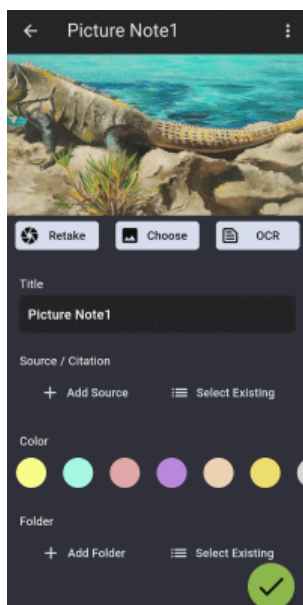 Picture Note1
Retake Choose OCR
Title
Picture Note1
Source / Citation
+ Add Source Select Existing
Color
Folder
+ Add Folder Select Existing